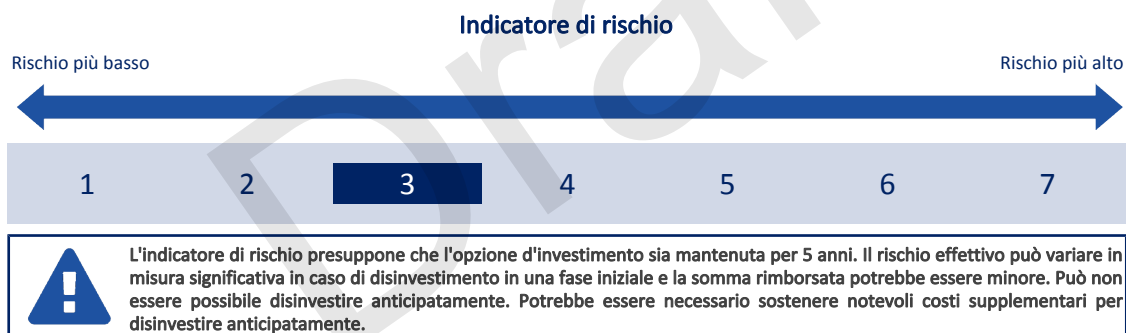 Indicatore di rischio
Rischio più basso
Rischio più alto
1 2 3 4 5 6 7
L'indicatore di rischio presuppone che l'opzione d'investimento sia mantenuta per 5 anni. Il rischio effettivo può variare in
misura significativa in caso di disinvestimento in una fase iniziale e la somma rimborsata potrebbe essere minore. Può non
essere possibile disinvestire anticipatamente. Potrebbe essere necessario sostenere notevoli costi supplementari per
disinvestire anticipatamente.